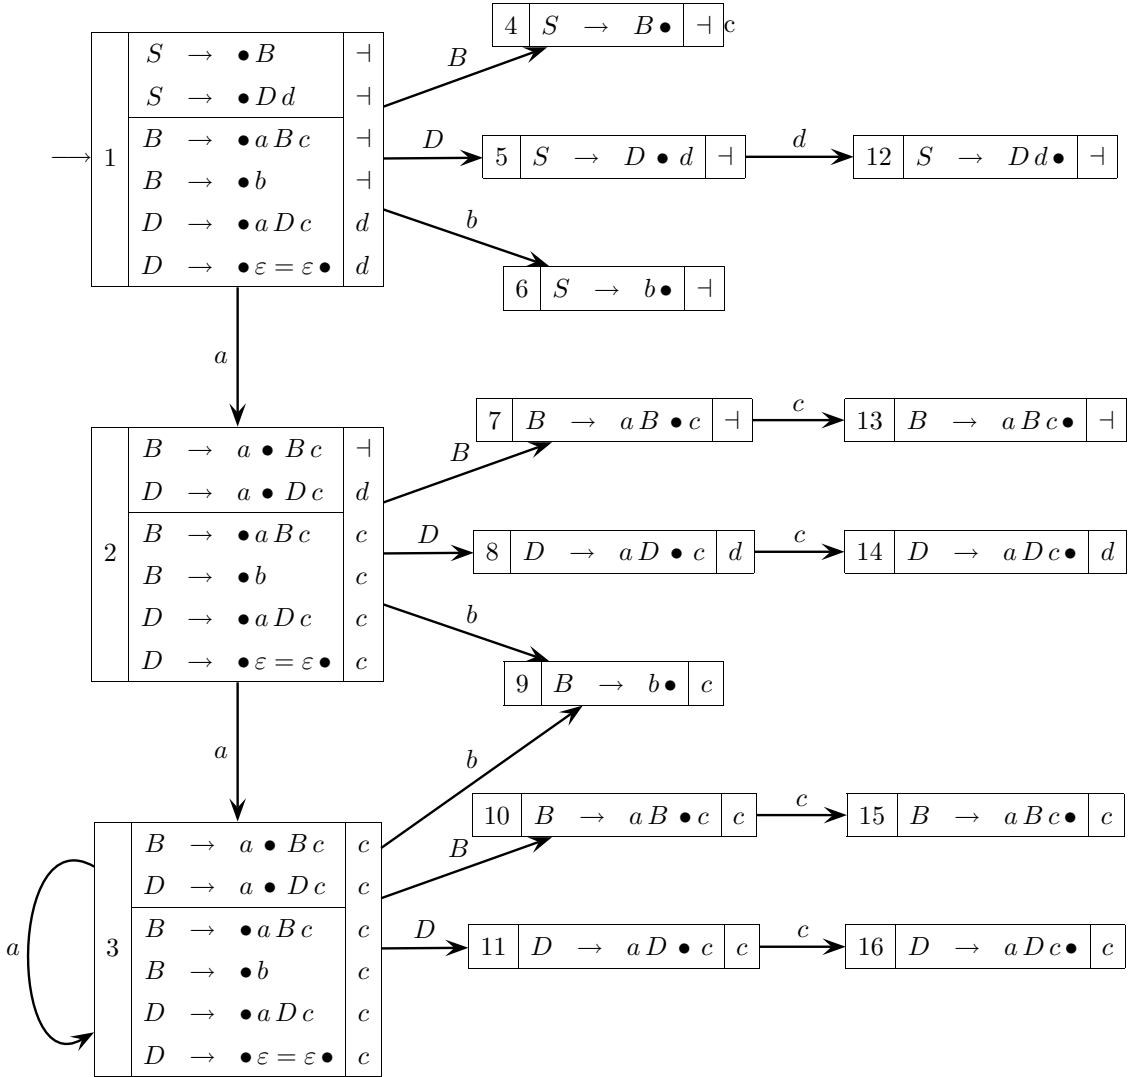 4 S → B• ⊣ c
1
S → •B ⊣
S → •D d ⊣
B → •a B c ⊣
B → •b ⊣
D → •a D c d
D → •ε = ε• d
B
D
b
5 S → D • d ⊣
d
12 S → D d• ⊣
6 S → b• ⊣
a
2
B → a • B c ⊣
D → a • D c d
B → •a B c c
B → •b c
D → •a D c c
D → •ε = ε• c
B
D
b
7 B → a B • c ⊣
c
13 B → a B c• ⊣
8 D → a D • c d
c
14 D → a D c• d
9 B → b• c
a
b
3
B → a • B c c
D → a • D c c
B → •a B c c
B → •b c
D → •a D c c
D → •ε = ε• c
a
B
D
10 B → a B • c c
c
15 B → a B c• c
11 D → a D • c c
c
16 D → a D c• c